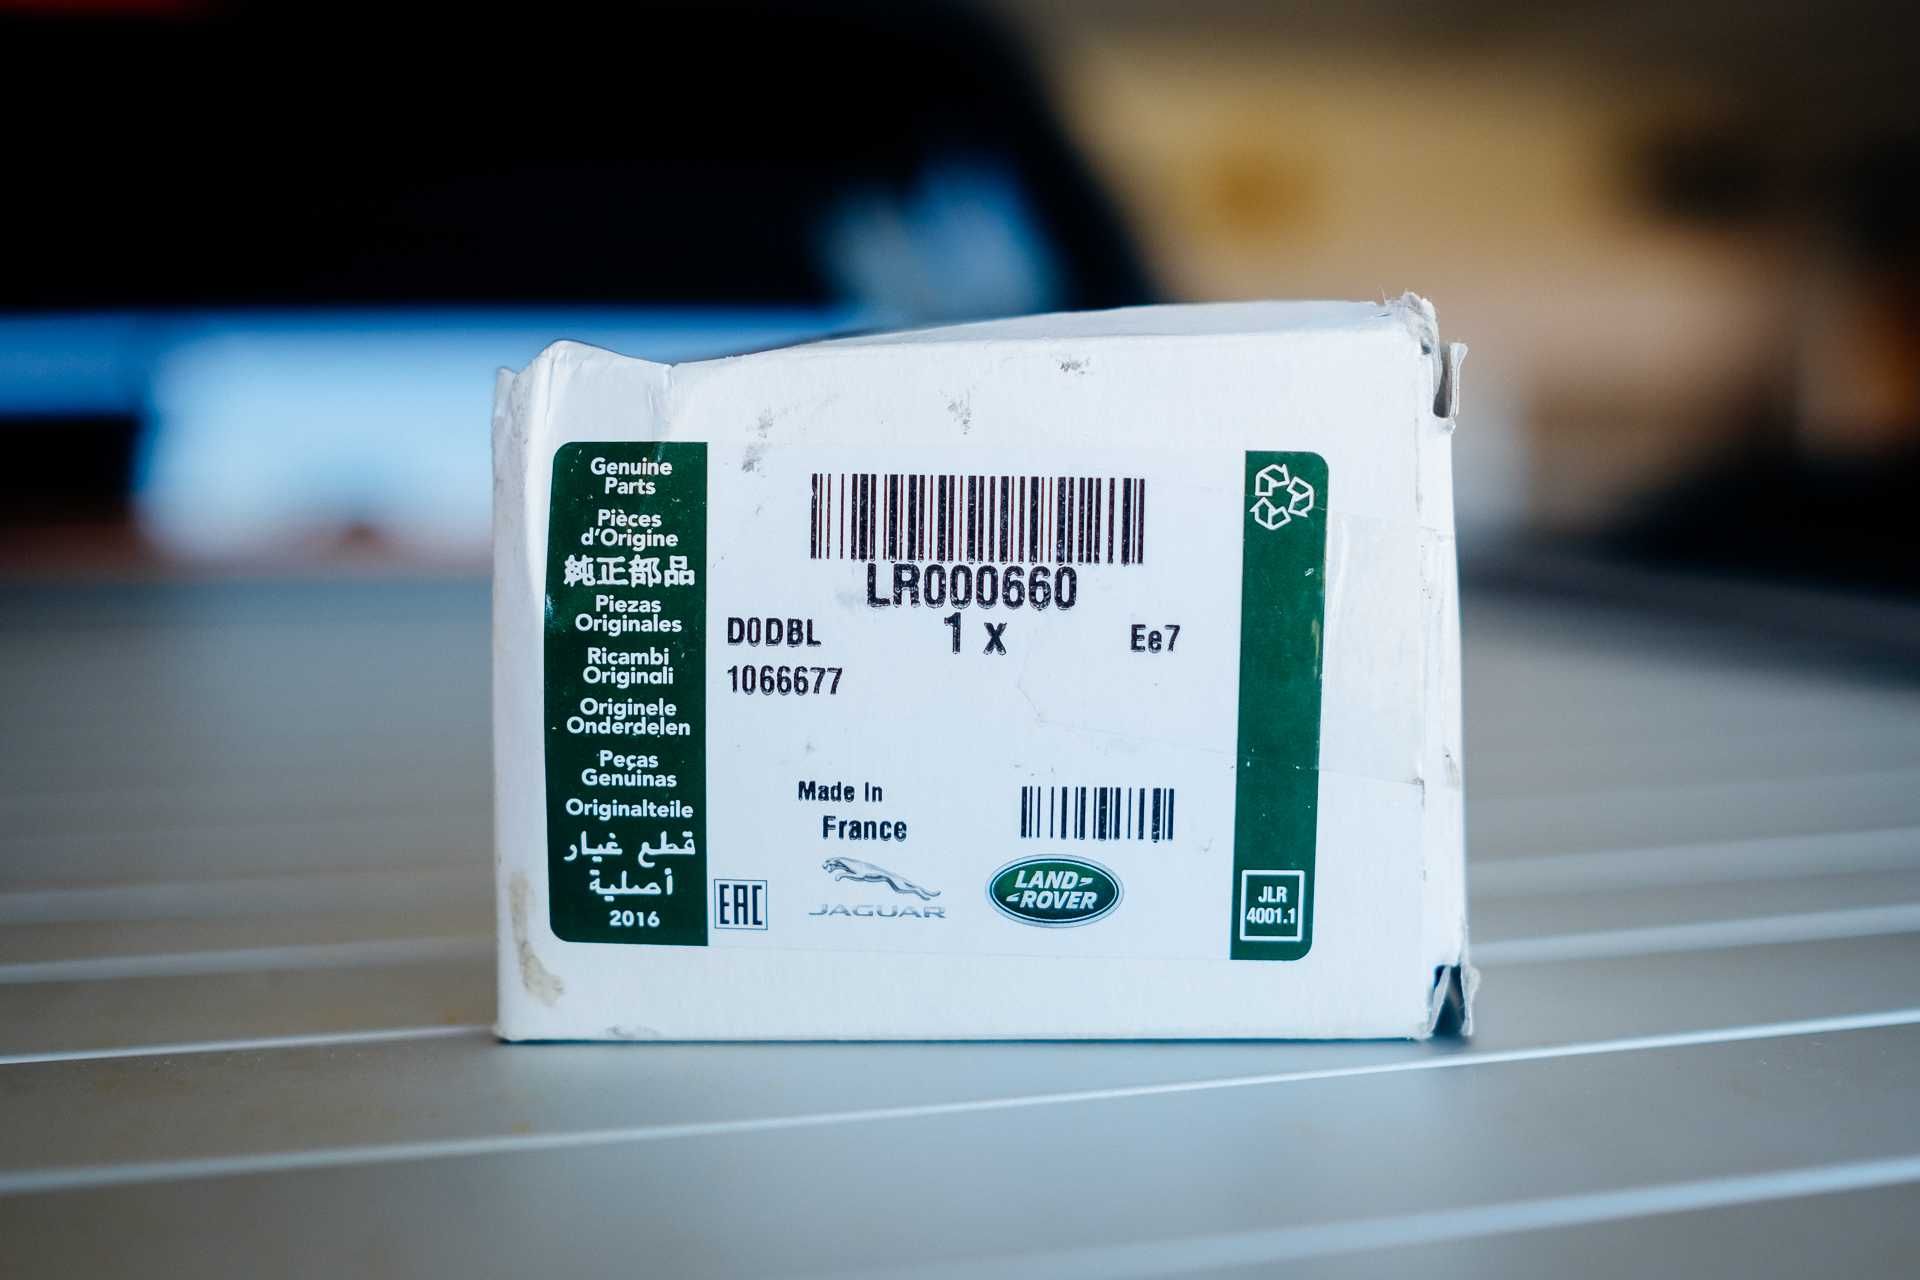 Genuine
Parts
Pièces
d'Origine
純正部品
Piezas
Originales
Ricambi
Originali
Originele
Onderdelen
Peças
Genuinas
Originalteile
قطع غيار
أصلية
2016
LR000660
D0DBL
1 x
Ee7
1066677
Made In
France
EAC
JAGUAR
LAND-
-ROVER
JLR
4001.1